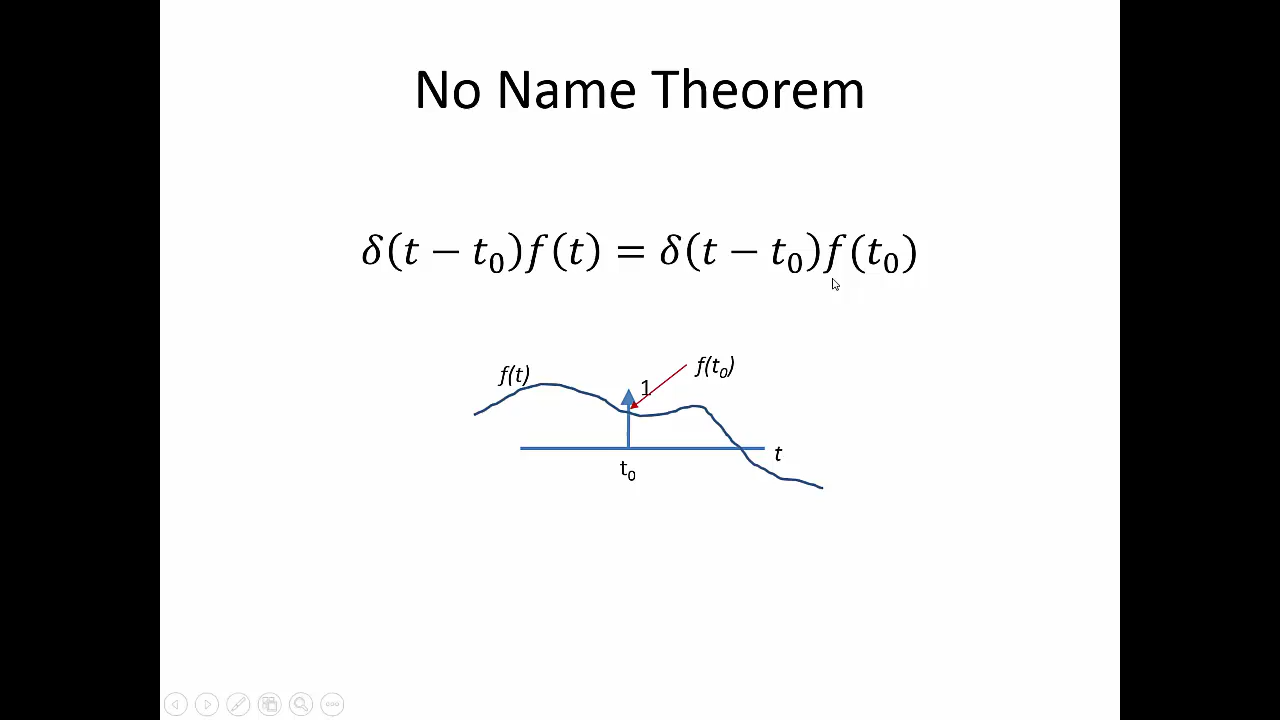 No Name Theorem
δ(t − t₀)f(t) = δ(t − t₀)f(t₀)
f(t)
1
f(t₀)
t
t₀